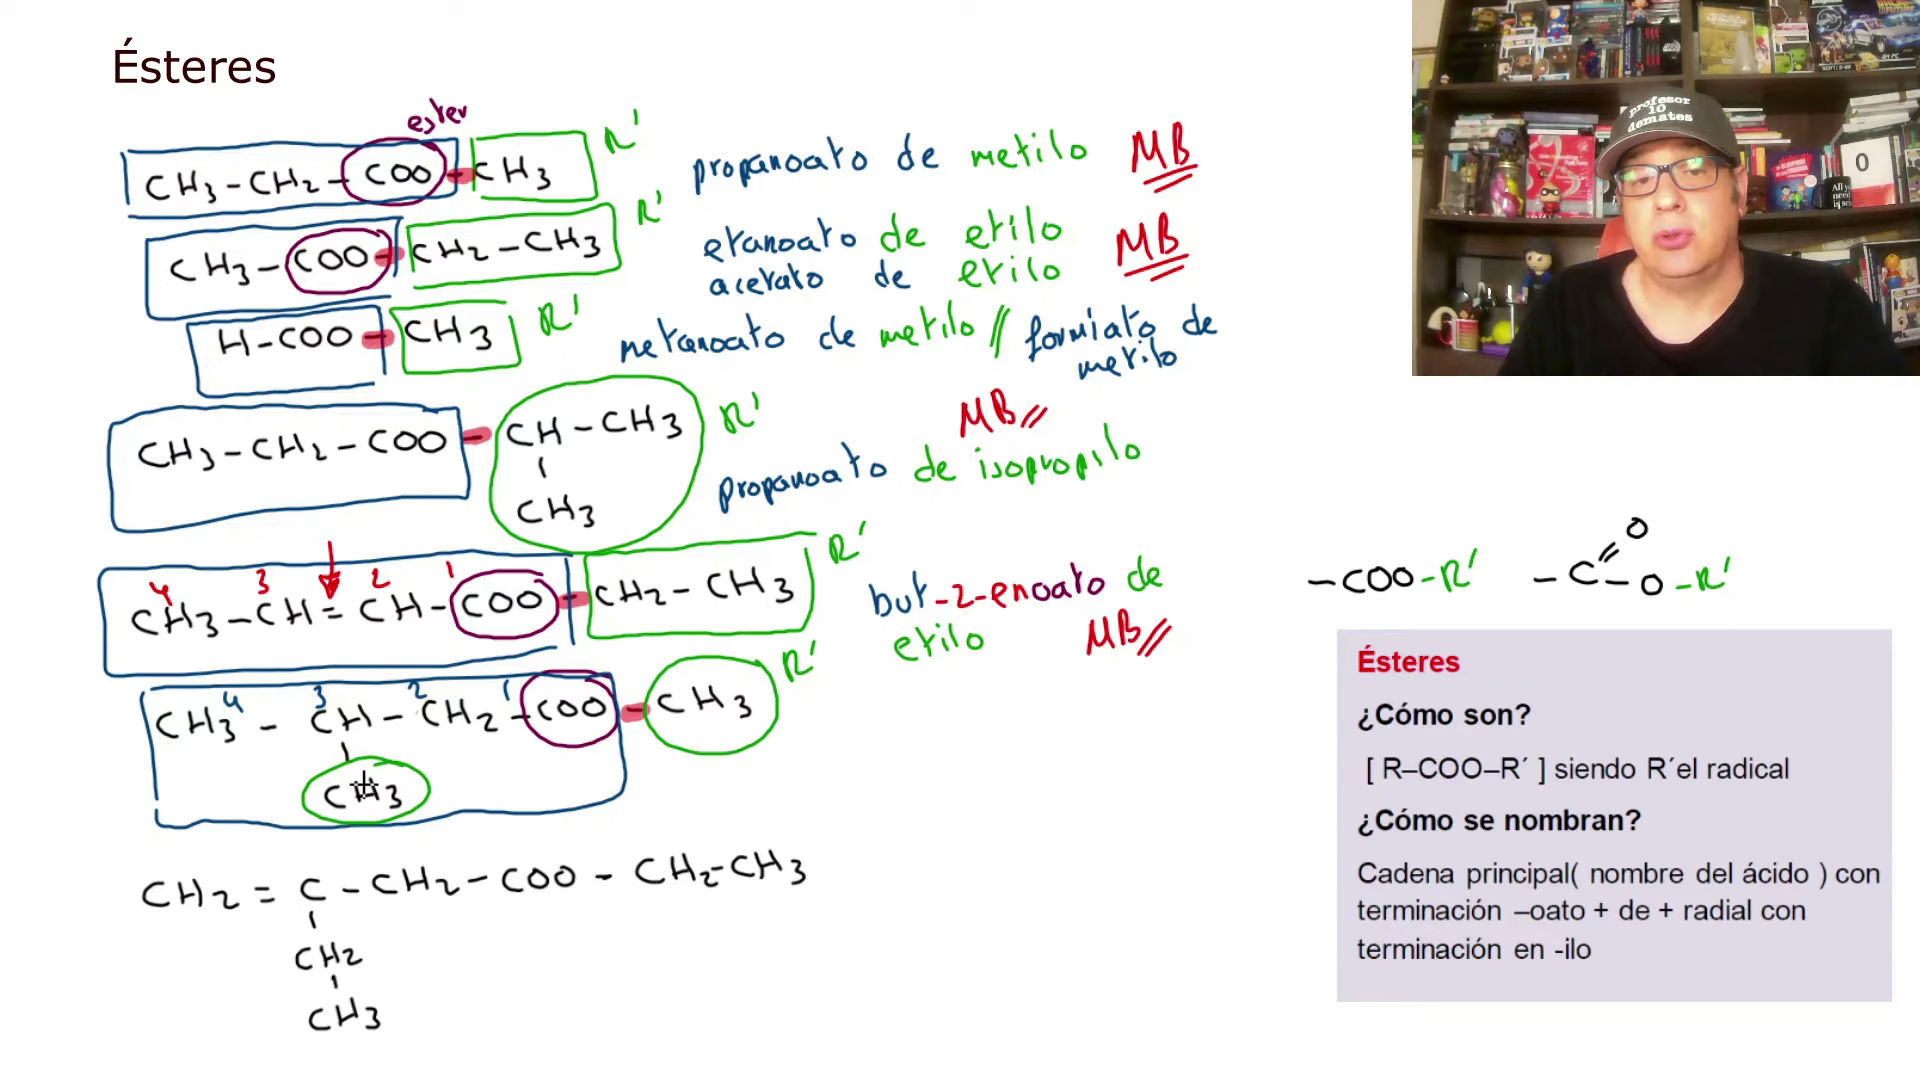 Ésteres
ester
CH3-CH2-COO-CH3 R' propanoato de metilo MB
CH3-COO-CH2-CH3 R' etanoato de etilo MB
acetato de etilo
H-COO-CH3 R' metanoato de metilo // formiato de
metilo
CH3-CH2-COO-CH-CH3 R' MB
CH3
propanoato de isopropilo
4 3 2 1
CH3-CH=CH-COO-CH2-CH3 R' but-2-enoato de
etilo MB
4 3 2 1
CH3-CH-CH2-COO-CH3 R'
CH3
CH2=C-CH2-COO-CH2-CH3
CH2
CH3
profesor
10
demates
0
-COO-R' -C=O
-O-R'
Ésteres
¿Cómo son?
[ R–COO–R´ ] siendo R´el radical
¿Cómo se nombran?
Cadena principal( nombre del ácido ) con
terminación –oato + de + radial con
terminación en -ilo